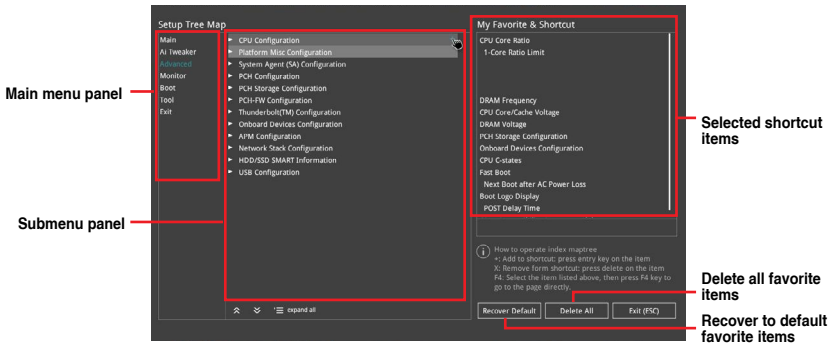 Setup Tree Map
Main
Ai Tweaker
Advanced
Monitor
Boot
Tool
Exit
CPU Configuration
Platform Misc Configuration
System Agent (SA) Configuration
PCH Configuration
PCH Storage Configuration
PCH-FW Configuration
Thunderbolt(TM) Configuration
Onboard Devices Configuration
APM Configuration
Network Stack Configuration
HDD/SSD SMART Information
USB Configuration
expand all
My Favorite & Shortcut
CPU Core Ratio
1-Core Ratio Limit
DRAM Frequency
CPU Core/Cache Voltage
DRAM Voltage
PCH Storage Configuration
Onboard Devices Configuration
CPU C-states
Fast Boot
Next Boot after AC Power Loss
Boot Logo Display
POST Delay Time
How to operate index maptree
+: Add to shortcut: press entry key on the item
X: Remove form shortcut: press delete on the item
F4: Select the item listed above, then press F4 key to
go to the page directly.
Recover Default
Delete All
Exit (ESC)
Main menu panel
Submenu panel
Selected shortcut
items
Delete all favorite
items
Recover to default
favorite items